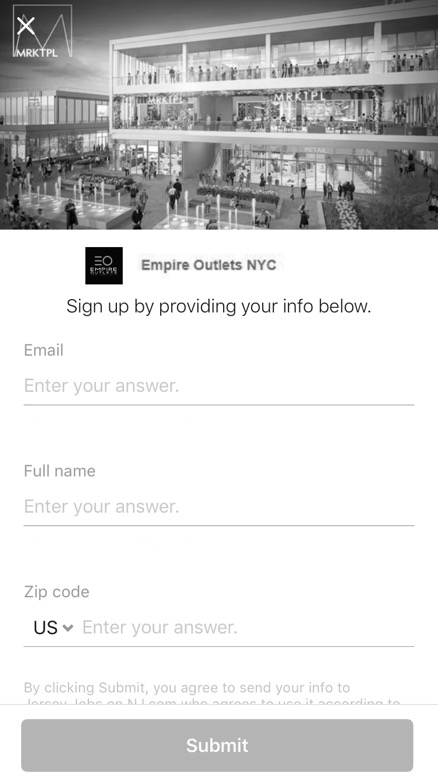 MRKTPL
MRKTPL
MRKTPL
RETAIL
EO
EMPIRE
OUTLETS
Empire Outlets NYC
Sign up by providing your info below.
Email
Enter your answer.
Full name
Enter your answer.
Zip code
US Enter your answer.
By clicking Submit, you agree to send your info to
Jersey Jobs on NJ.com who agrees to use it according to
Submit